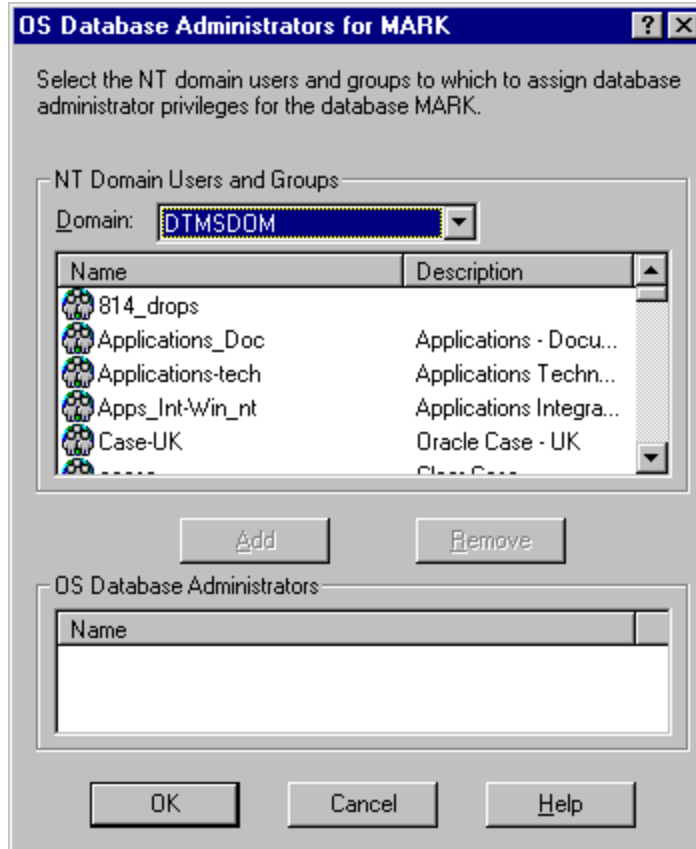 OS Database Administrators for MARK
Select the NT domain users and groups to which to assign database
administrator privileges for the database MARK.
NT Domain Users and Groups
Domain: DTMSDOM
Name Description
814_drops
Applications_Doc Applications - Docu...
Applications-tech Applications Techn...
Apps_Int-Win_nt Applications Integra...
Case-UK Oracle Case - UK
Add Remove
OS Database Administrators
Name
OK Cancel Help